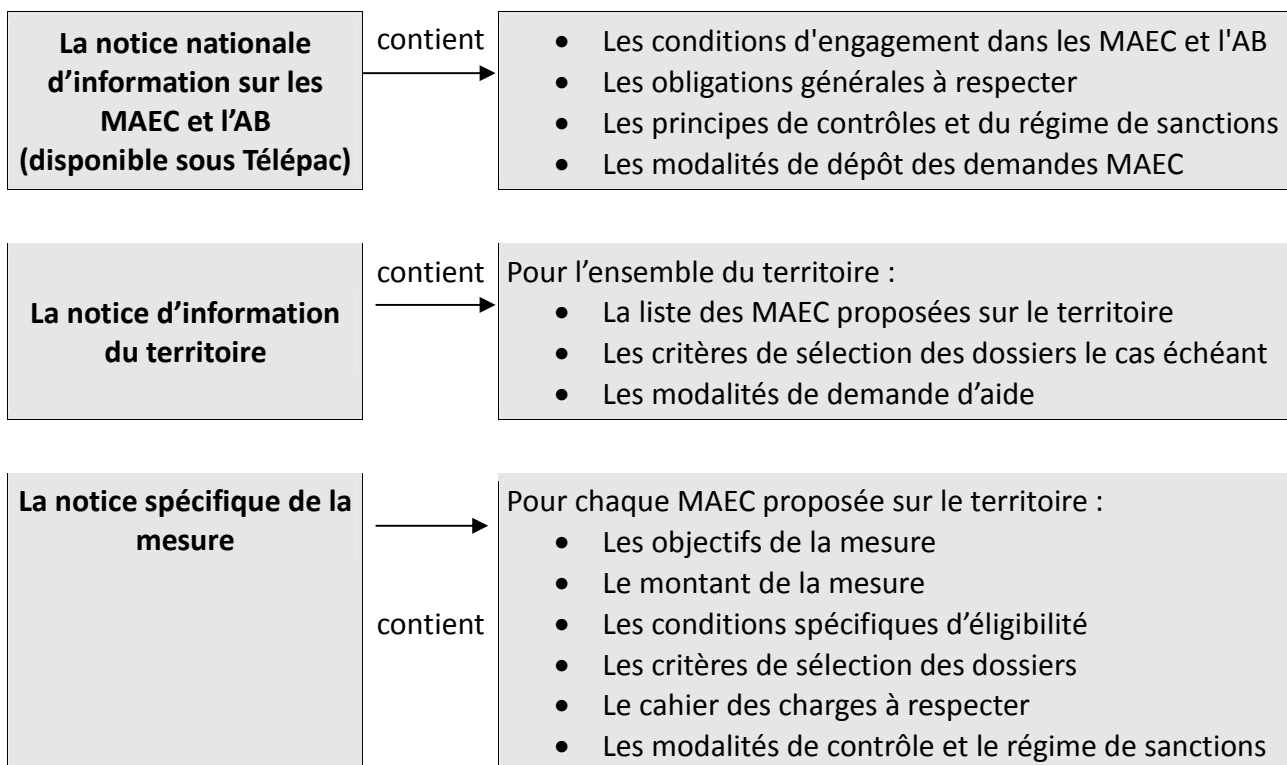 La notice nationale
d’information sur les
MAEC et l’AB
(disponible sous Télépac)
contient
• Les conditions d'engagement dans les MAEC et l'AB
• Les obligations générales à respecter
• Les principes de contrôles et du régime de sanctions
• Les modalités de dépôt des demandes MAEC
La notice d’information
du territoire
contient
Pour l’ensemble du territoire :
• La liste des MAEC proposées sur le territoire
• Les critères de sélection des dossiers le cas échéant
• Les modalités de demande d’aide
La notice spécifique de la
mesure
contient
Pour chaque MAEC proposée sur le territoire :
• Les objectifs de la mesure
• Le montant de la mesure
• Les conditions spécifiques d’éligibilité
• Les critères de sélection des dossiers
• Le cahier des charges à respecter
• Les modalités de contrôle et le régime de sanctions